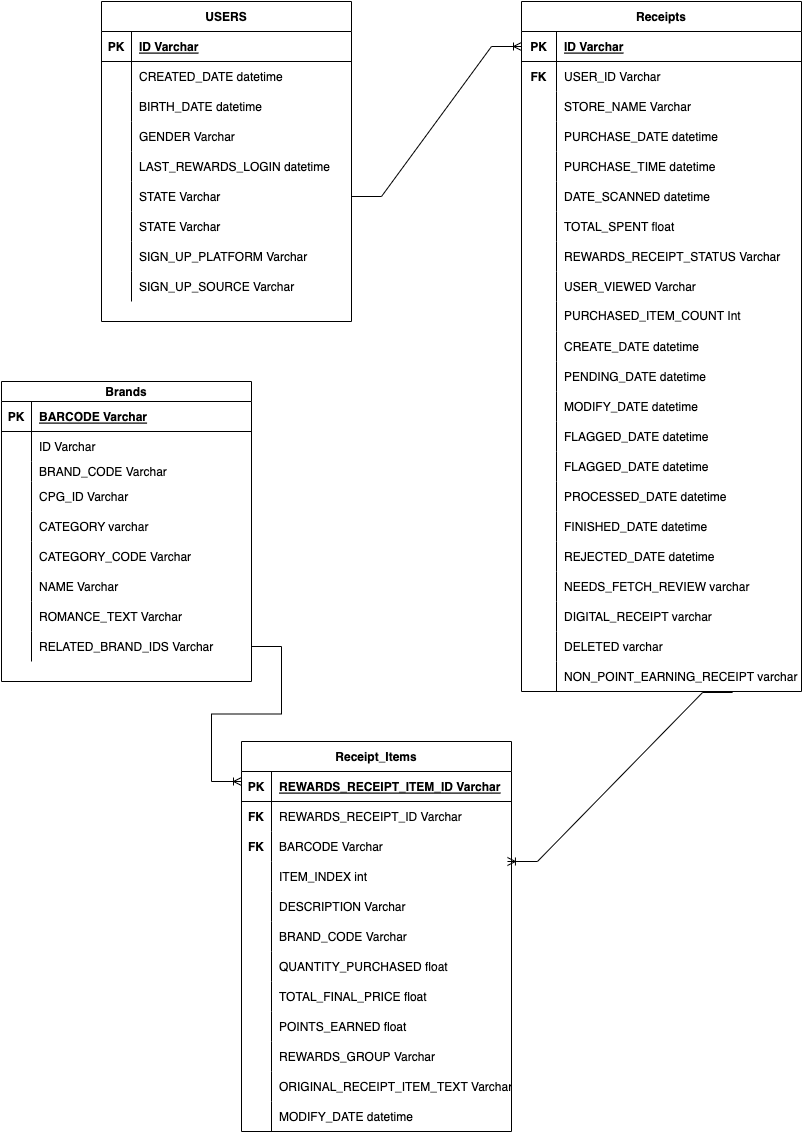 USERS
PK ID Varchar
CREATED_DATE datetime
BIRTH_DATE datetime
GENDER Varchar
LAST_REWARDS_LOGIN datetime
STATE Varchar
STATE Varchar
SIGN_UP_PLATFORM Varchar
SIGN_UP_SOURCE Varchar
Receipts
PK ID Varchar
FK USER_ID Varchar
STORE_NAME Varchar
PURCHASE_DATE datetime
PURCHASE_TIME datetime
DATE_SCANNED datetime
TOTAL_SPENT float
REWARDS_RECEIPT_STATUS Varchar
USER_VIEWED Varchar
PURCHASED_ITEM_COUNT Int
CREATE_DATE datetime
PENDING_DATE datetime
MODIFY_DATE datetime
FLAGGED_DATE datetime
FLAGGED_DATE datetime
PROCESSED_DATE datetime
FINISHED_DATE datetime
REJECTED_DATE datetime
NEEDS_FETCH_REVIEW varchar
DIGITAL_RECEIPT varchar
DELETED varchar
NON_POINT_EARNING_RECEIPT varchar
Brands
PK BARCODE Varchar
ID Varchar
BRAND_CODE Varchar
CPG_ID Varchar
CATEGORY varchar
CATEGORY_CODE Varchar
NAME Varchar
ROMANCE_TEXT Varchar
RELATED_BRAND_IDS Varchar
Receipt_Items
PK REWARDS_RECEIPT_ITEM_ID Varchar
FK REWARDS_RECEIPT_ID Varchar
FK BARCODE Varchar
ITEM_INDEX int
DESCRIPTION Varchar
BRAND_CODE Varchar
QUANTITY_PURCHASED float
TOTAL_FINAL_PRICE float
POINTS_EARNED float
REWARDS_GROUP Varchar
ORIGINAL_RECEIPT_ITEM_TEXT Varchar
MODIFY_DATE datetime